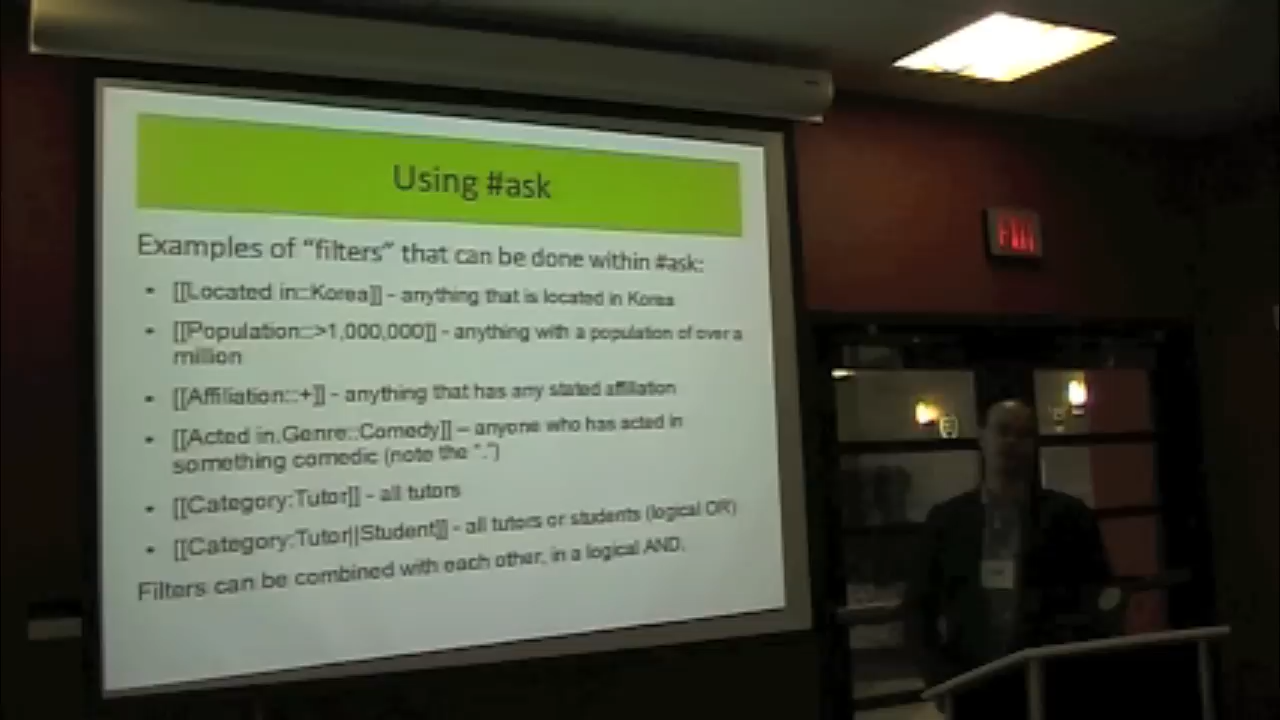 Using #ask
Examples of “filters” that can be done within #ask:
• [[Located in::Korea]] - anything that is located in Korea
• [[Population::>1,000,000]] - anything with a population of over a
million
• [[Affiliation::+]] - anything that has any stated affiliation
• [[Acted in.Genre::Comedy]] – anyone who has acted in
something comedic (note the ".")
• [[Category:Tutor]] - all tutors
• [[Category:Tutor||Student]] - all tutors or students (logical OR)
Filters can be combined with each other, in a logical AND.
EXIT